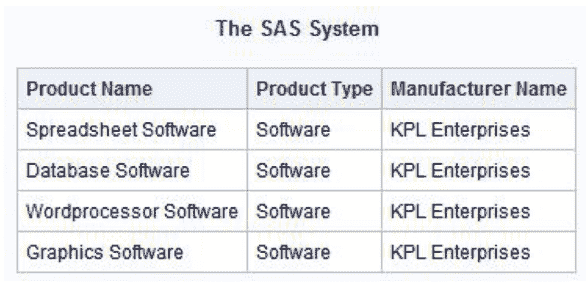 The SAS System
Product Name Product Type Manufacturer Name
Spreadsheet Software Software KPL Enterprises
Database Software Software KPL Enterprises
Wordprocessor Software Software KPL Enterprises
Graphics Software Software KPL Enterprises